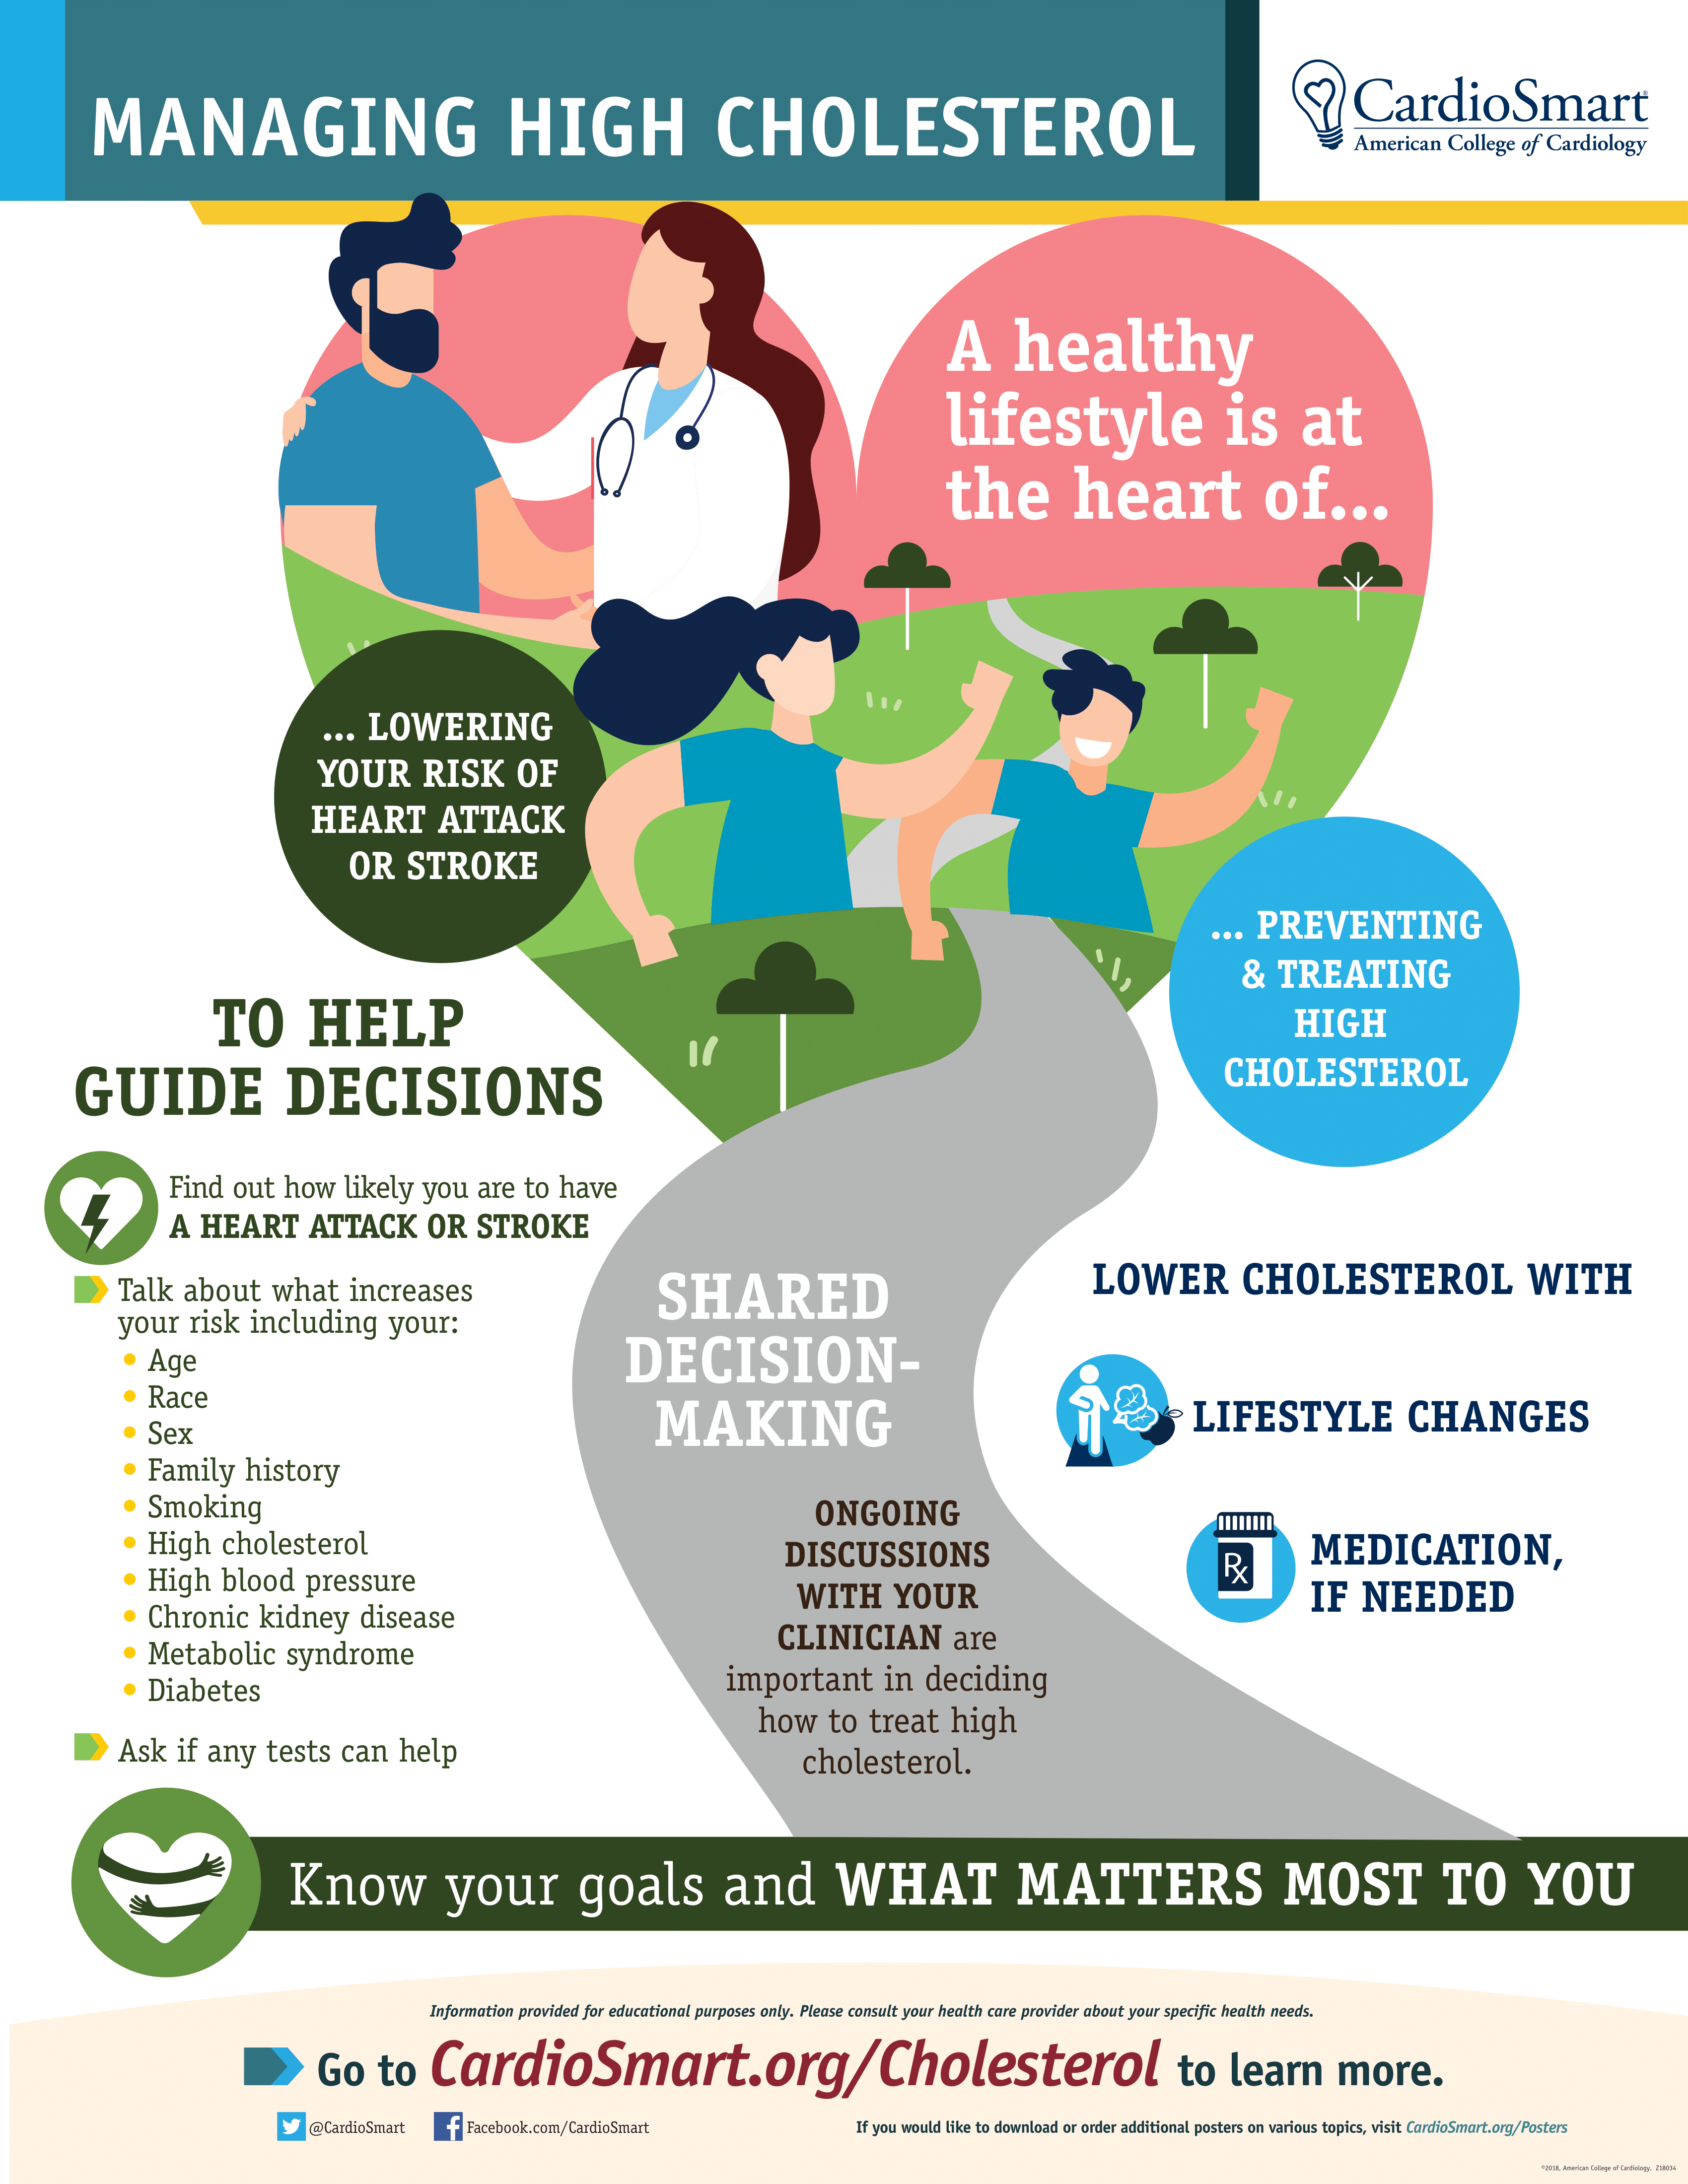 MANAGING HIGH CHOLESTEROL
CardioSmart®
American College of Cardiology
A healthy
lifestyle is at
the heart of...
... LOWERING
YOUR RISK OF
HEART ATTACK
OR STROKE
... PREVENTING
& TREATING
HIGH
CHOLESTEROL
TO HELP
GUIDE DECISIONS
Find out how likely you are to have
A HEART ATTACK OR STROKE
Talk about what increases
your risk including your:
• Age
• Race
• Sex
• Family history
• Smoking
• High cholesterol
• High blood pressure
• Chronic kidney disease
• Metabolic syndrome
• Diabetes
Ask if any tests can help
SHARED
DECISION-
MAKING
ONGOING
DISCUSSIONS
WITH YOUR
CLINICIAN are
important in deciding
how to treat high
cholesterol.
LOWER CHOLESTEROL WITH
LIFESTYLE CHANGES
Rx
MEDICATION,
IF NEEDED
Know your goals and WHAT MATTERS MOST TO YOU
Information provided for educational purposes only. Please consult your health care provider about your specific health needs.
Go to CardioSmart.org/Cholesterol to learn more.
@CardioSmart
Facebook.com/CardioSmart
If you would like to download or order additional posters on various topics, visit CardioSmart.org/Posters
©2018, American College of Cardiology. Z18034